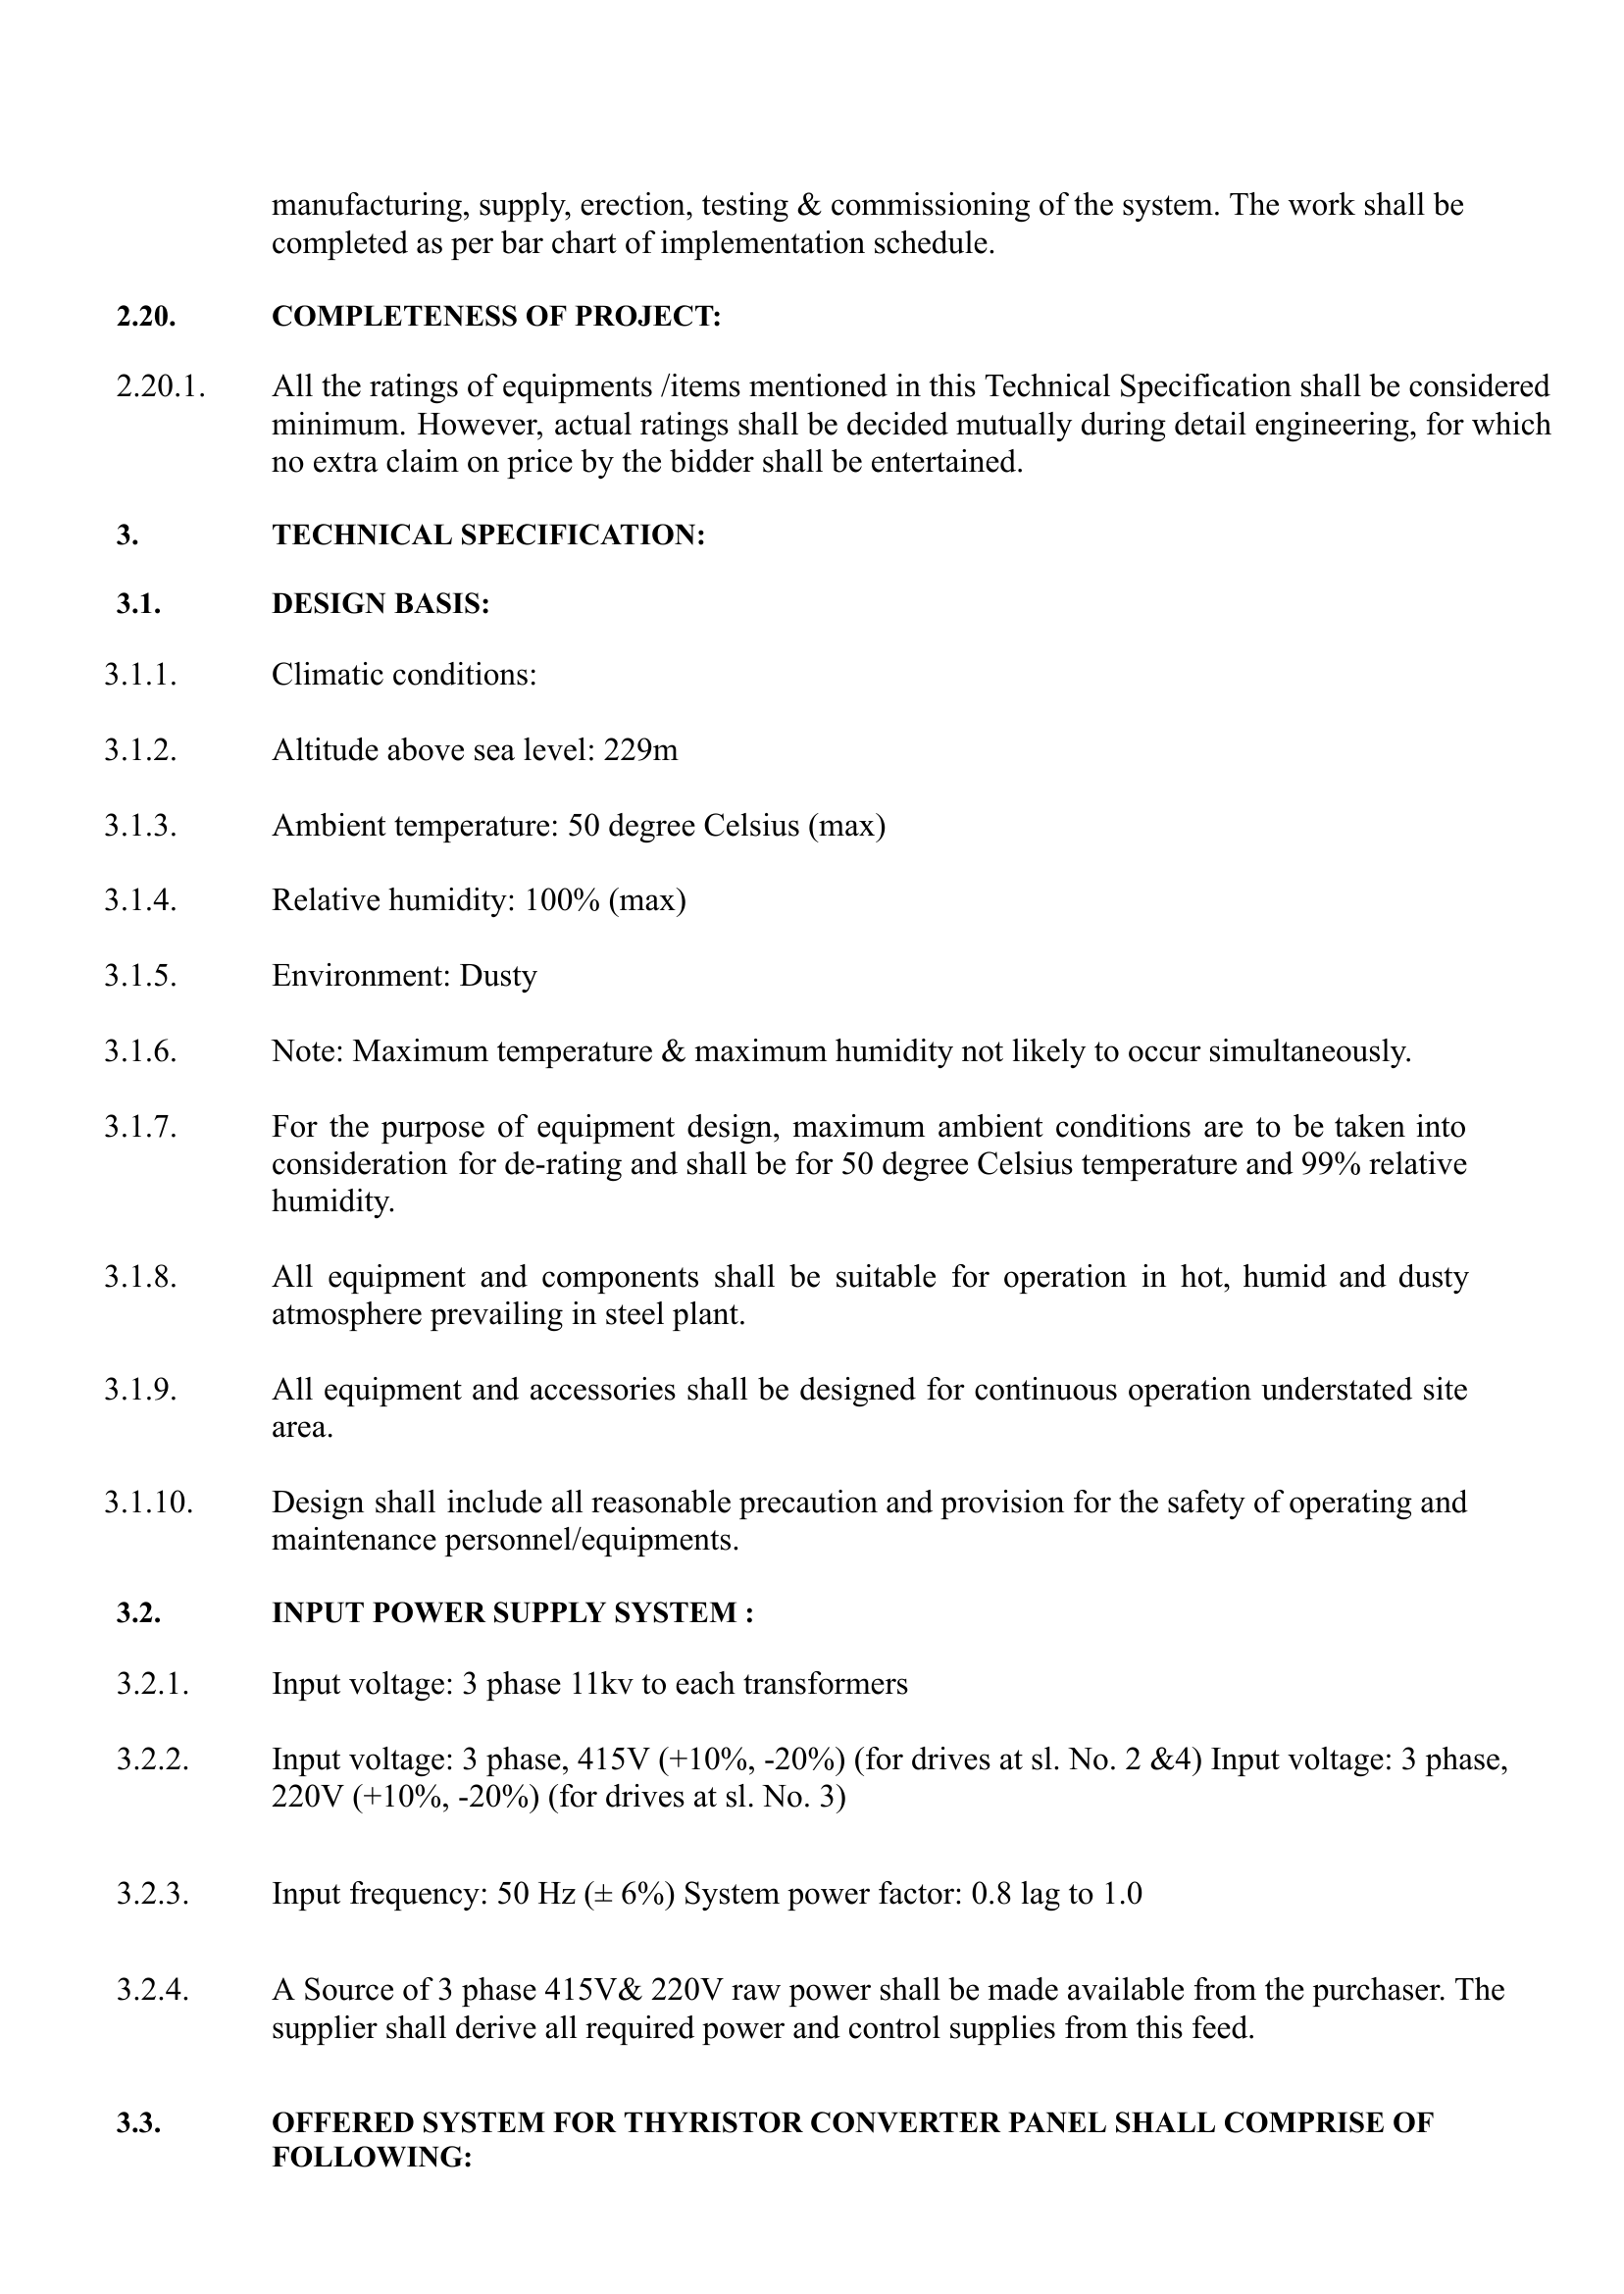 manufacturing, supply, erection, testing & commissioning of the system. The work shall be
completed as per bar chart of implementation schedule.
2.20. COMPLETENESS OF PROJECT:
2.20.1. All the ratings of equipments /items mentioned in this Technical Specification shall be considered
minimum. However, actual ratings shall be decided mutually during detail engineering, for which
no extra claim on price by the bidder shall be entertained.
3. TECHNICAL SPECIFICATION:
3.1. DESIGN BASIS:
3.1.1. Climatic conditions:
3.1.2. Altitude above sea level: 229m
3.1.3. Ambient temperature: 50 degree Celsius (max)
3.1.4. Relative humidity: 100% (max)
3.1.5. Environment: Dusty
3.1.6. Note: Maximum temperature & maximum humidity not likely to occur simultaneously.
3.1.7. For the purpose of equipment design, maximum ambient conditions are to be taken into
consideration for de-rating and shall be for 50 degree Celsius temperature and 99% relative
humidity.
3.1.8. All equipment and components shall be suitable for operation in hot, humid and dusty
atmosphere prevailing in steel plant.
3.1.9. All equipment and accessories shall be designed for continuous operation understated site
area.
3.1.10. Design shall include all reasonable precaution and provision for the safety of operating and
maintenance personnel/equipments.
3.2. INPUT POWER SUPPLY SYSTEM :
3.2.1. Input voltage: 3 phase 11kv to each transformers
3.2.2. Input voltage: 3 phase, 415V (+10%, -20%) (for drives at sl. No. 2 &4) Input voltage: 3 phase,
220V (+10%, -20%) (for drives at sl. No. 3)
3.2.3. Input frequency: 50 Hz (± 6%) System power factor: 0.8 lag to 1.0
3.2.4. A Source of 3 phase 415V& 220V raw power shall be made available from the purchaser. The
supplier shall derive all required power and control supplies from this feed.
3.3. OFFERED SYSTEM FOR THYRISTOR CONVERTER PANEL SHALL COMPRISE OF
FOLLOWING: